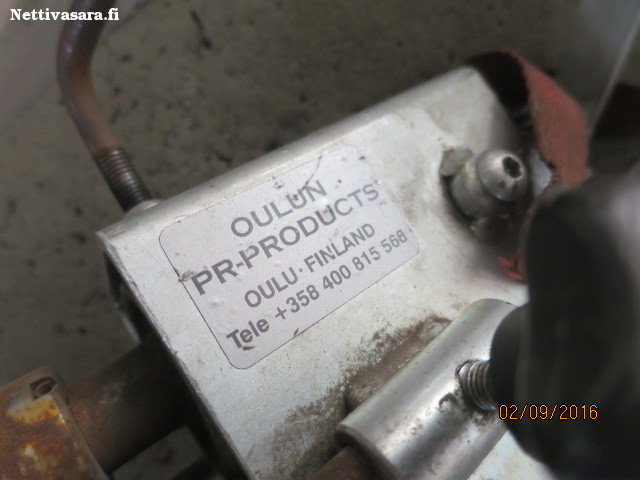 Nettivasara.fi
OULUN
PR-PRODUCTS
OULU · FINLAND
Tele +358 400 815 568
02/09/2016